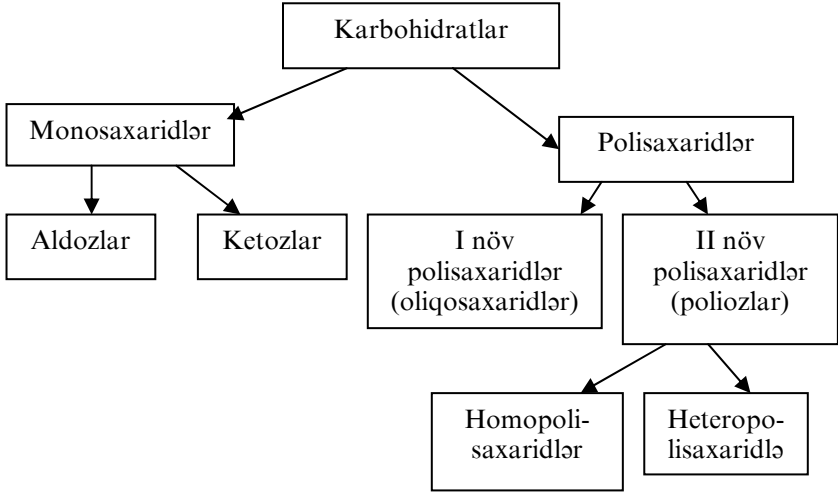 Karbohidratlar
Monosaxaridlər
Polisaxaridlər
Aldozlar
Ketozlar
I növ
polisaxaridlər
(oliqosaxaridlər)
II növ
polisaxaridlər
(poliozlar)
Homopoli-
saxaridlər
Heteropo-
lisaxaridlə